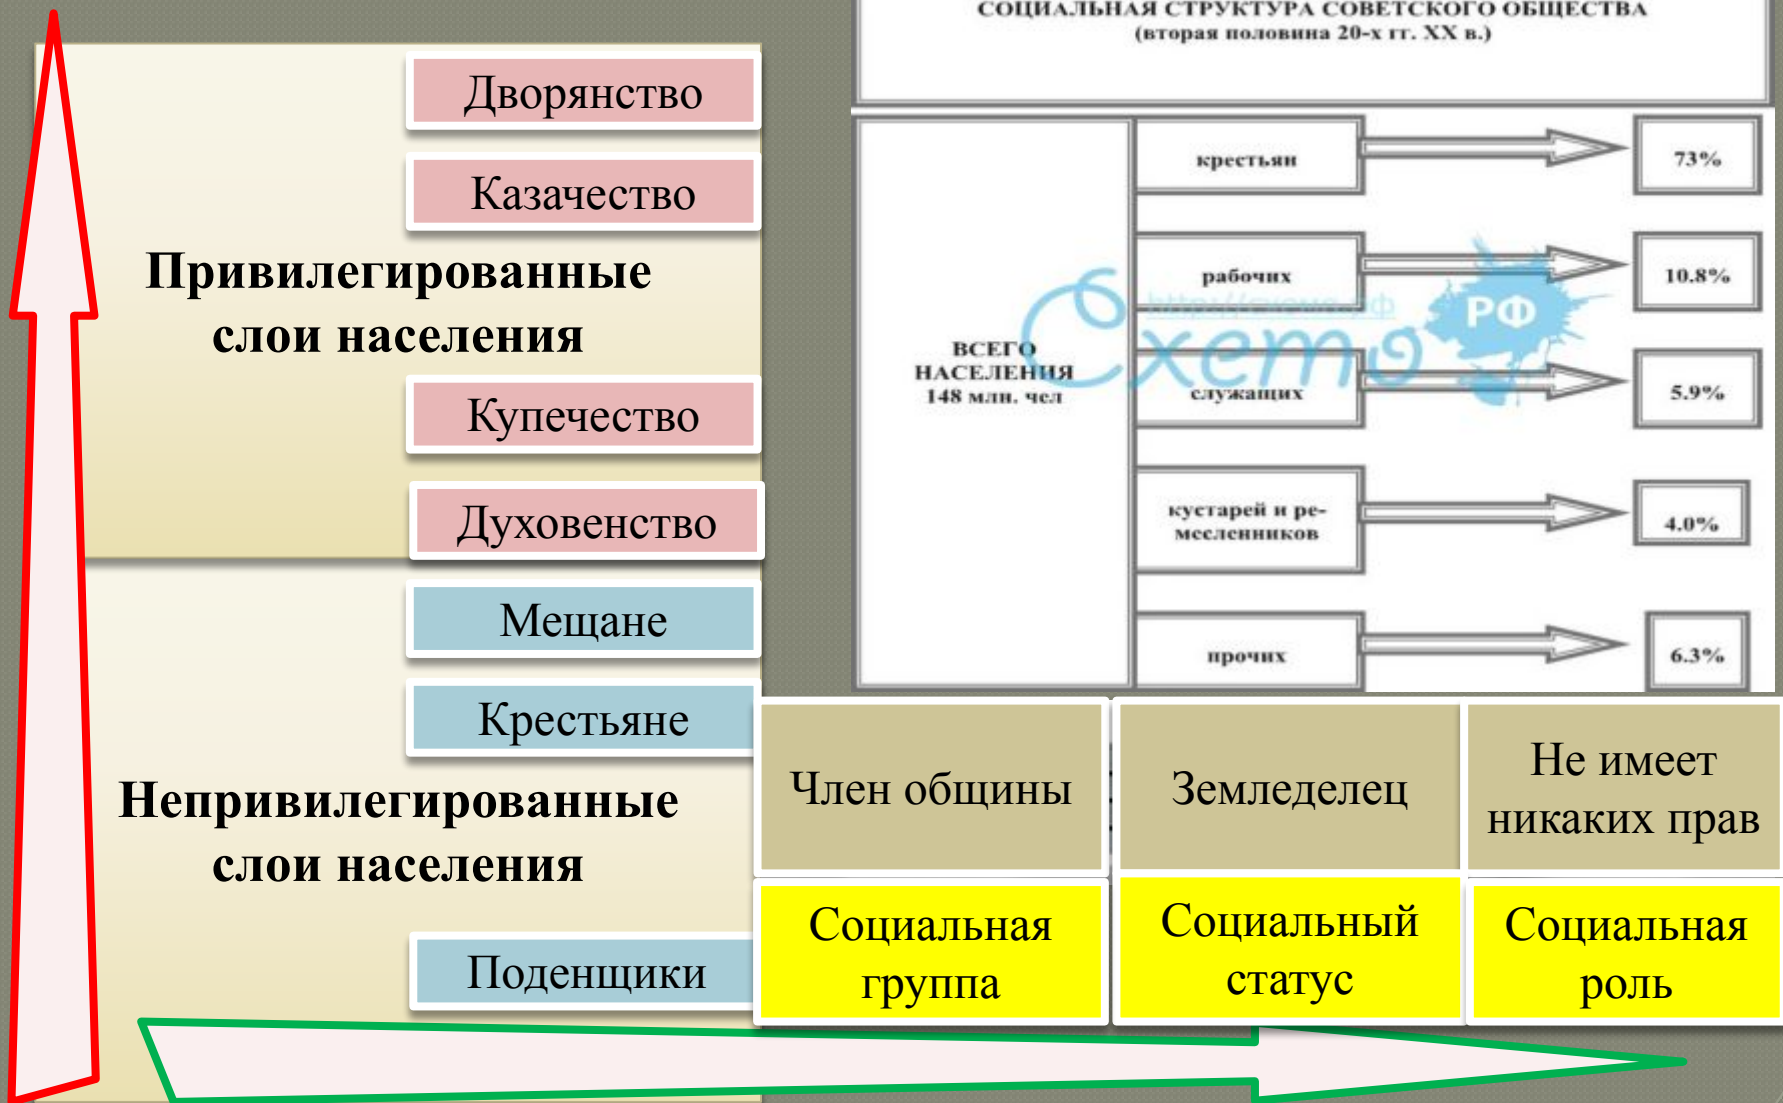 Дворянство
Казачество
Привилегированные
слои населения
Купечество
Духовенство
Мещане
Крестьяне
Непривилегированные
слои населения
Поденщики
СОЦИАЛЬНАЯ СТРУКТУРА СОВЕТСКОГО ОБЩЕСТВА
(вторая половина 20-х гг. XX в.)
ВСЕГО
НАСЕЛЕНИЯ
148 млн. чел
крестьян
73%
рабочих
10.8%
служащих
5.9%
кустарей и ре-
месленников
4.0%
прочих
6.3%
Схемо
РФ
Член общины
Земледелец
Не имеет
никаких прав
Социальная
группа
Социальный
статус
Социальная
роль